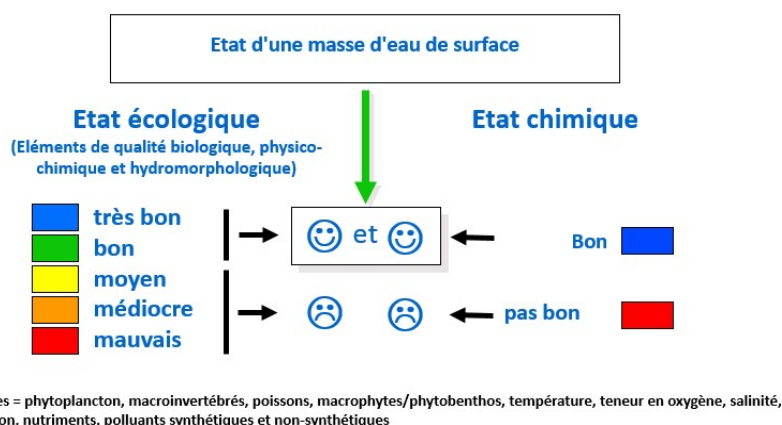 Etat d'une masse d'eau de surface
Etat écologique
(Eléments de qualité biologique, physico-
chimique et hydromorphologique)
Etat chimique
très bon
bon
moyen
médiocre
mauvais
et
Bon
pas bon
= phytoplancton, macroinvertébrés, poissons, macrophytes/phytobenthos, température, teneur en oxygène, salinité,
nutriments, polluants synthétiques et non-synthétiques